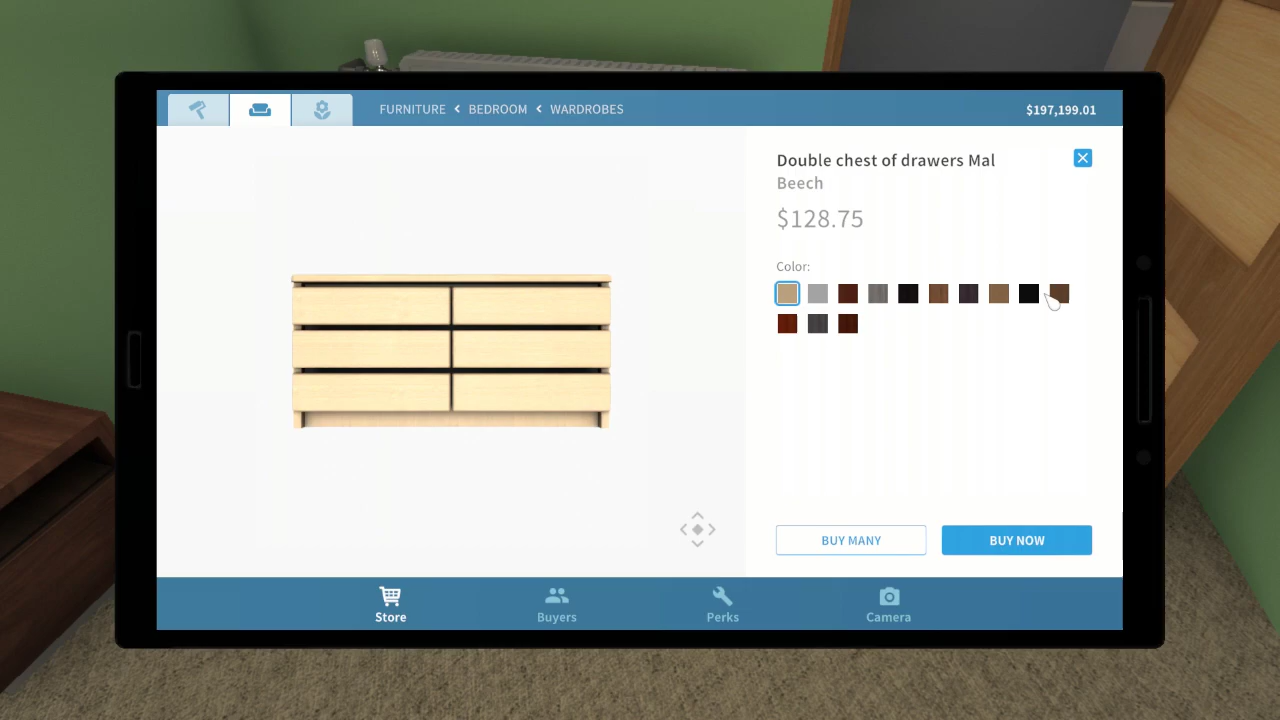 FURNITURE < BEDROOM < WARDROBES
$197,199.01
Double chest of drawers Mal
Beech
$128.75
Color:
BUY MANY
BUY NOW
Store
Buyers
Perks
Camera